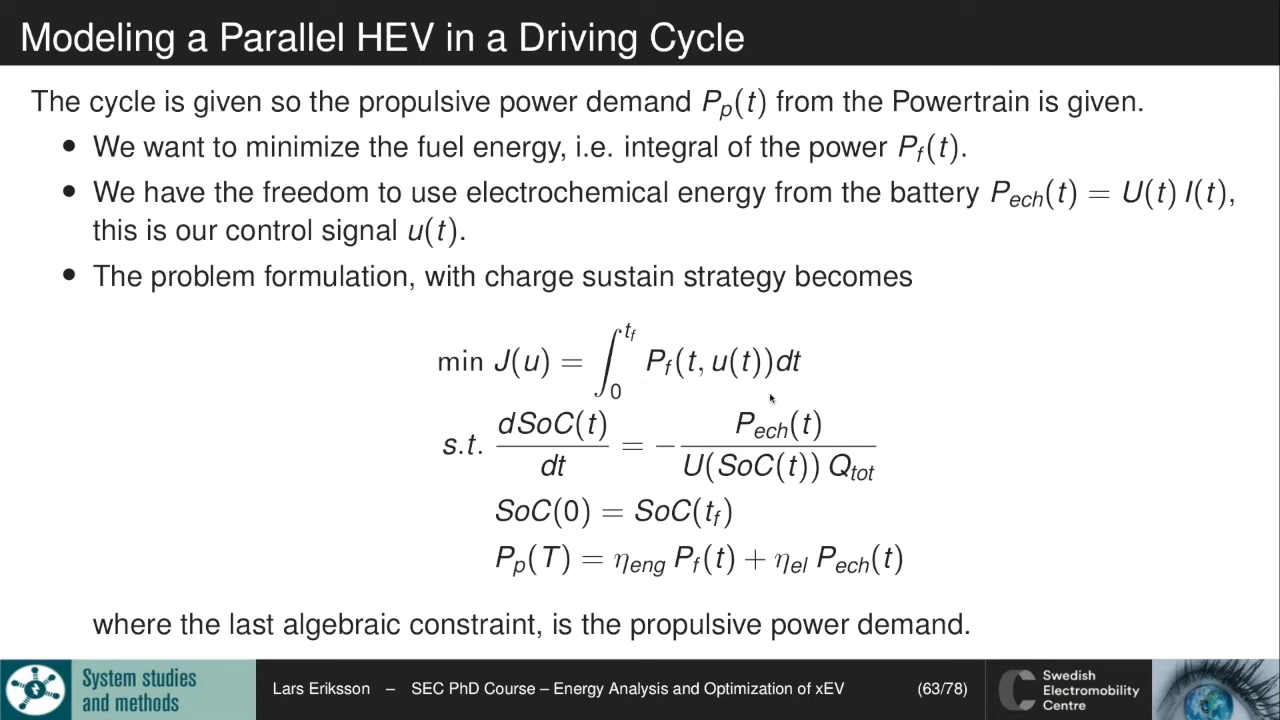 Modeling a Parallel HEV in a Driving Cycle
The cycle is given so the propulsive power demand P_p(t) from the Powertrain is given.
• We want to minimize the fuel energy, i.e. integral of the power P_f(t).
• We have the freedom to use electrochemical energy from the battery P_ech(t) = U(t) I(t),
this is our control signal u(t).
• The problem formulation, with charge sustain strategy becomes
min J(u) = ∫_0^{t_f} P_f(t, u(t))dt
s.t. dSoC(t)/dt = − P_ech(t)/(U(SoC(t)) Q_tot)
SoC(0) = SoC(t_f)
P_p(T) = η_eng P_f(t) + η_el P_ech(t)
where the last algebraic constraint, is the propulsive power demand.
System studies
and methods
Lars Eriksson – SEC PhD Course – Energy Analysis and Optimization of xEV (63/78)
Swedish
Electromobility
Centre